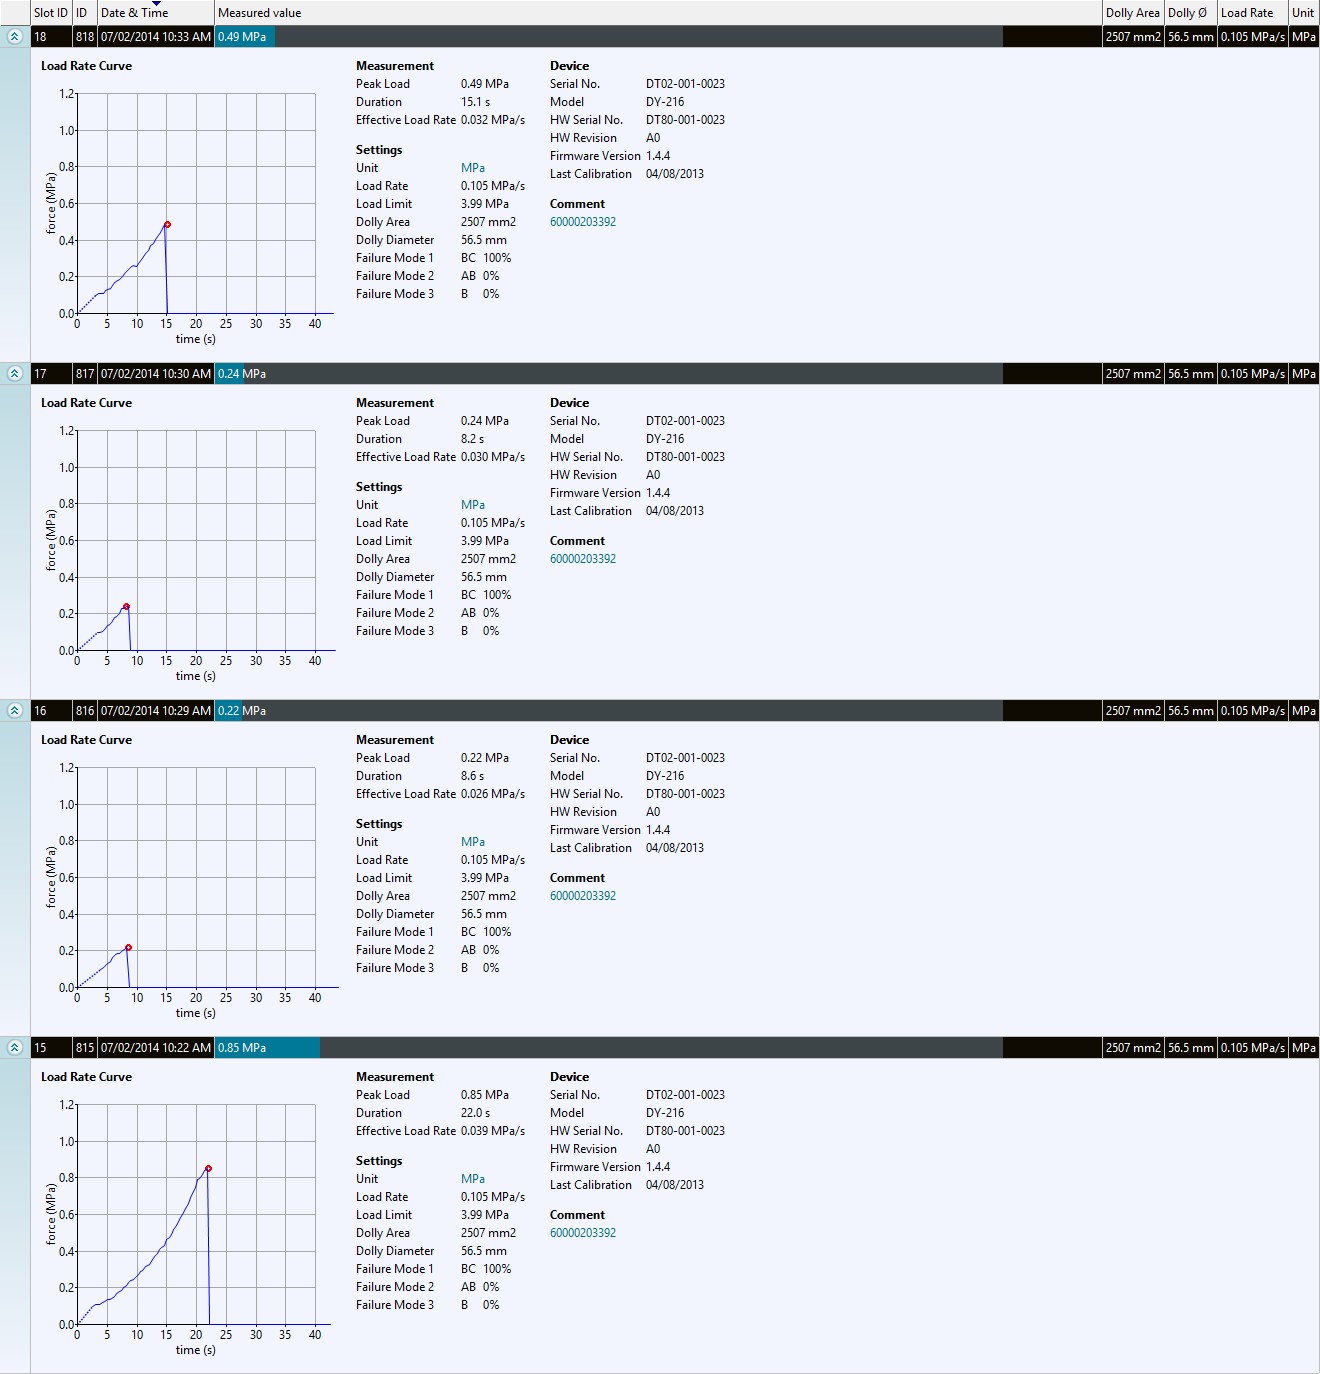 Slot ID ID Date & Time Measured value Dolly Area Dolly Ø Load Rate Unit
18 818 07/02/2014 10:33 AM 0.49 MPa 2507 mm2 56.5 mm 0.105 MPa/s MPa
Load Rate Curve
1.2
1.0
0.8
0.6
0.4
0.2
0.0
force (MPa)
0 5 10 15 20 25 30 35 40
time (s)
Measurement
Peak Load 0.49 MPa
Duration 15.1 s
Effective Load Rate 0.032 MPa/s
Settings
Unit MPa
Load Rate 0.105 MPa/s
Load Limit 3.99 MPa
Dolly Area 2507 mm2
Dolly Diameter 56.5 mm
Failure Mode 1 BC 100%
Failure Mode 2 AB 0%
Failure Mode 3 B 0%
Device
Serial No. DT02-001-0023
Model DY-216
HW Serial No. DT80-001-0023
HW Revision A0
Firmware Version 1.4.4
Last Calibration 04/08/2013
Comment
60000203392
17 817 07/02/2014 10:30 AM 0.24 MPa 2507 mm2 56.5 mm 0.105 MPa/s MPa
Load Rate Curve
1.2
1.0
0.8
0.6
0.4
0.2
0.0
force (MPa)
0 5 10 15 20 25 30 35 40
time (s)
Measurement
Peak Load 0.24 MPa
Duration 8.2 s
Effective Load Rate 0.030 MPa/s
Settings
Unit MPa
Load Rate 0.105 MPa/s
Load Limit 3.99 MPa
Dolly Area 2507 mm2
Dolly Diameter 56.5 mm
Failure Mode 1 BC 100%
Failure Mode 2 AB 0%
Failure Mode 3 B 0%
Device
Serial No. DT02-001-0023
Model DY-216
HW Serial No. DT80-001-0023
HW Revision A0
Firmware Version 1.4.4
Last Calibration 04/08/2013
Comment
60000203392
16 816 07/02/2014 10:29 AM 0.22 MPa 2507 mm2 56.5 mm 0.105 MPa/s MPa
Load Rate Curve
1.2
1.0
0.8
0.6
0.4
0.2
0.0
force (MPa)
0 5 10 15 20 25 30 35 40
time (s)
Measurement
Peak Load 0.22 MPa
Duration 8.6 s
Effective Load Rate 0.026 MPa/s
Settings
Unit MPa
Load Rate 0.105 MPa/s
Load Limit 3.99 MPa
Dolly Area 2507 mm2
Dolly Diameter 56.5 mm
Failure Mode 1 BC 100%
Failure Mode 2 AB 0%
Failure Mode 3 B 0%
Device
Serial No. DT02-001-0023
Model DY-216
HW Serial No. DT80-001-0023
HW Revision A0
Firmware Version 1.4.4
Last Calibration 04/08/2013
Comment
60000203392
15 815 07/02/2014 10:22 AM 0.85 MPa 2507 mm2 56.5 mm 0.105 MPa/s MPa
Load Rate Curve
1.2
1.0
0.8
0.6
0.4
0.2
0.0
force (MPa)
0 5 10 15 20 25 30 35 40
time (s)
Measurement
Peak Load 0.85 MPa
Duration 22.0 s
Effective Load Rate 0.039 MPa/s
Settings
Unit MPa
Load Rate 0.105 MPa/s
Load Limit 3.99 MPa
Dolly Area 2507 mm2
Dolly Diameter 56.5 mm
Failure Mode 1 BC 100%
Failure Mode 2 AB 0%
Failure Mode 3 B 0%
Device
Serial No. DT02-001-0023
Model DY-216
HW Serial No. DT80-001-0023
HW Revision A0
Firmware Version 1.4.4
Last Calibration 04/08/2013
Comment
60000203392